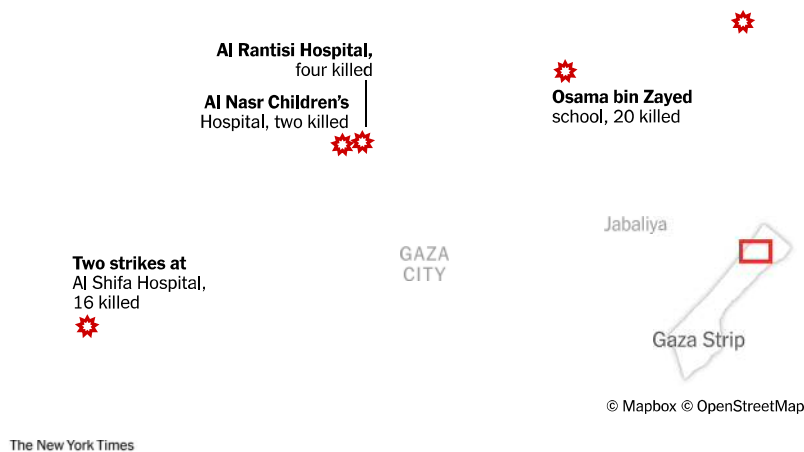 Al Rantisi Hospital,
four killed
Al Nasr Children's
Hospital, two killed
Osama bin Zayed
school, 20 killed
Jabaliya
GAZA
CITY
Two strikes at
Al Shifa Hospital,
16 killed
Gaza Strip
© Mapbox © OpenStreetMap
The New York Times